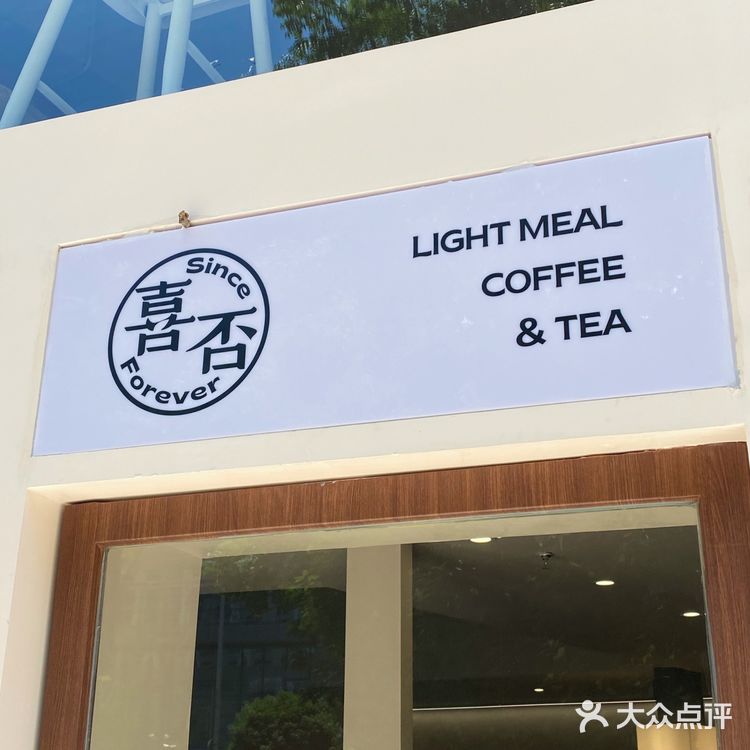 Since
喜否
Forever
LIGHT MEAL
COFFEE
& TEA
大众点评